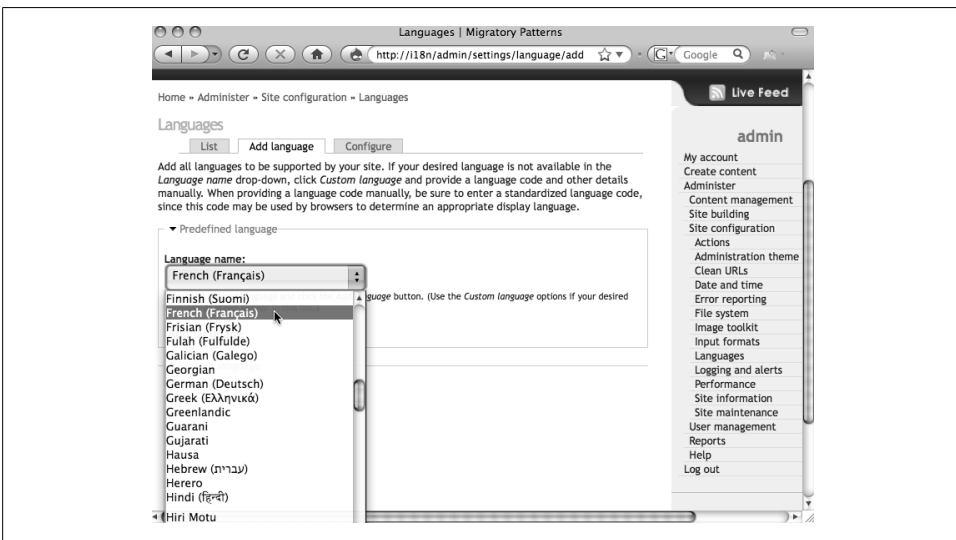 Languages | Migratory Patterns
http://i18n/admin/settings/language/add
Google
Home » Administer » Site configuration » Languages
Languages
List
Add language
Configure
Add all languages to be supported by your site. If your desired language is not available in the
Language name drop-down, click Custom language and provide a language code and other details
manually. When providing a language code manually, be sure to enter a standardized language code,
since this code may be used by browsers to determine an appropriate display language.
Predefined language
Language name:
French (Français)
guage button. (Use the Custom language options if your desired
Finnish (Suomi)
French (Français)
Frisian (Frysk)
Fulah (Fulfulde)
Galician (Galego)
Georgian
German (Deutsch)
Greek (Ελληνικά)
Greenlandic
Guarani
Gujarati
Hausa
Hebrew (עברית)
Herero
Hindi (हिन्दी)
Hiri Motu
Live Feed
admin
My account
Create content
Administer
Content management
Site building
Site configuration
Actions
Administration theme
Clean URLs
Date and time
Error reporting
File system
Image toolkit
Input formats
Languages
Logging and alerts
Performance
Site information
Site maintenance
User management
Reports
Help
Log out